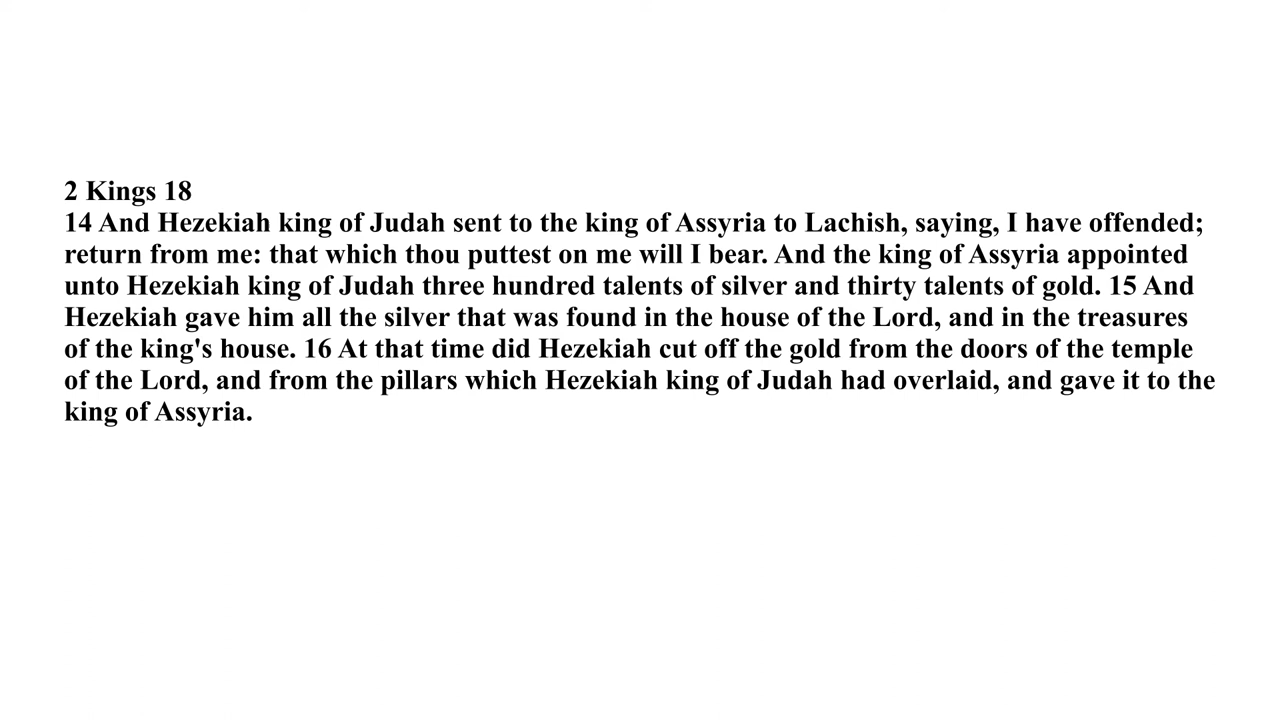 2 Kings 18
14 And Hezekiah king of Judah sent to the king of Assyria to Lachish, saying, I have offended;
return from me: that which thou puttest on me will I bear. And the king of Assyria appointed
unto Hezekiah king of Judah three hundred talents of silver and thirty talents of gold. 15 And
Hezekiah gave him all the silver that was found in the house of the Lord, and in the treasures
of the king's house. 16 At that time did Hezekiah cut off the gold from the doors of the temple
of the Lord, and from the pillars which Hezekiah king of Judah had overlaid, and gave it to the
king of Assyria.